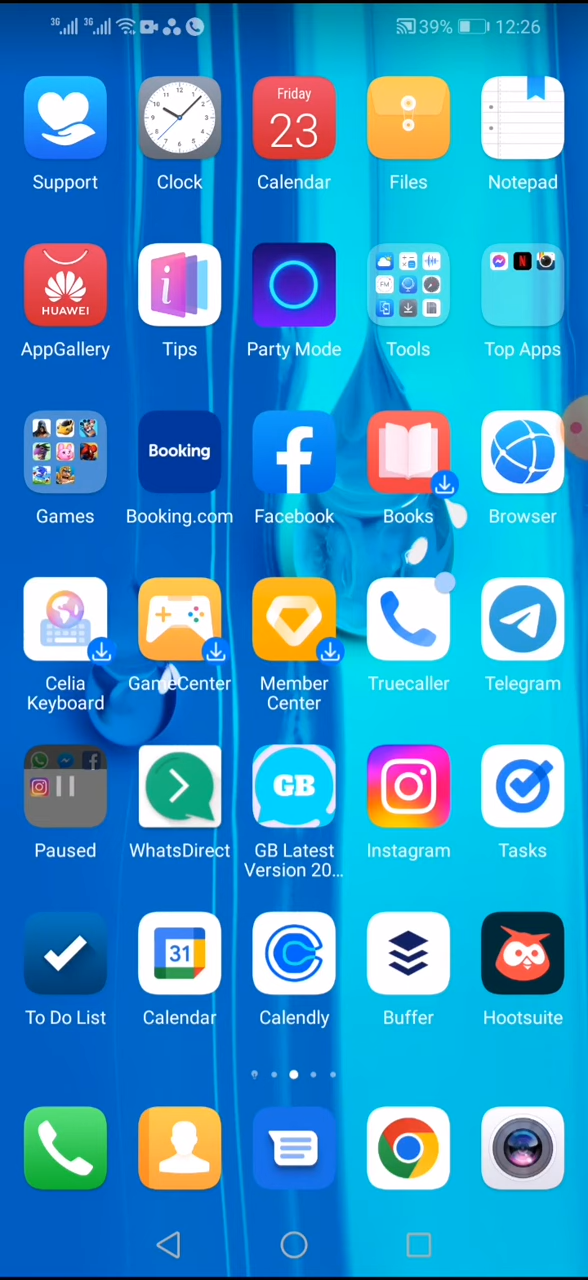 3G 3G 39% 12:26
Friday
23
Support Clock Calendar Files Notepad
HUAWEI
AppGallery Tips Party Mode Tools Top Apps
Booking
Games Booking.com Facebook Books Browser
Celia Keyboard GameCenter Member Center Truecaller Telegram
GB
Paused WhatsDirect GB Latest Version 20... Instagram Tasks
31
To Do List Calendar Calendly Buffer Hootsuite